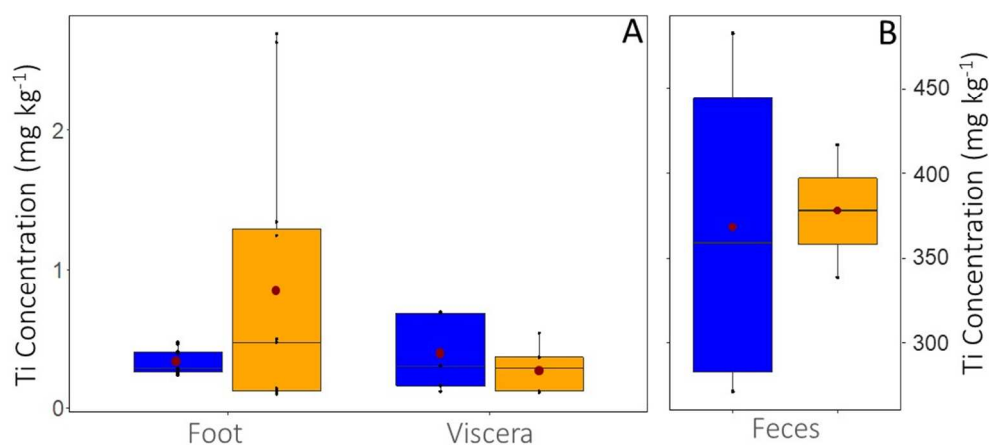 A
B
Ti Concentration (mg kg⁻¹)
2
1
0
Foot
Viscera
450
400
350
300
Feces
Ti Concentration (mg kg⁻¹)